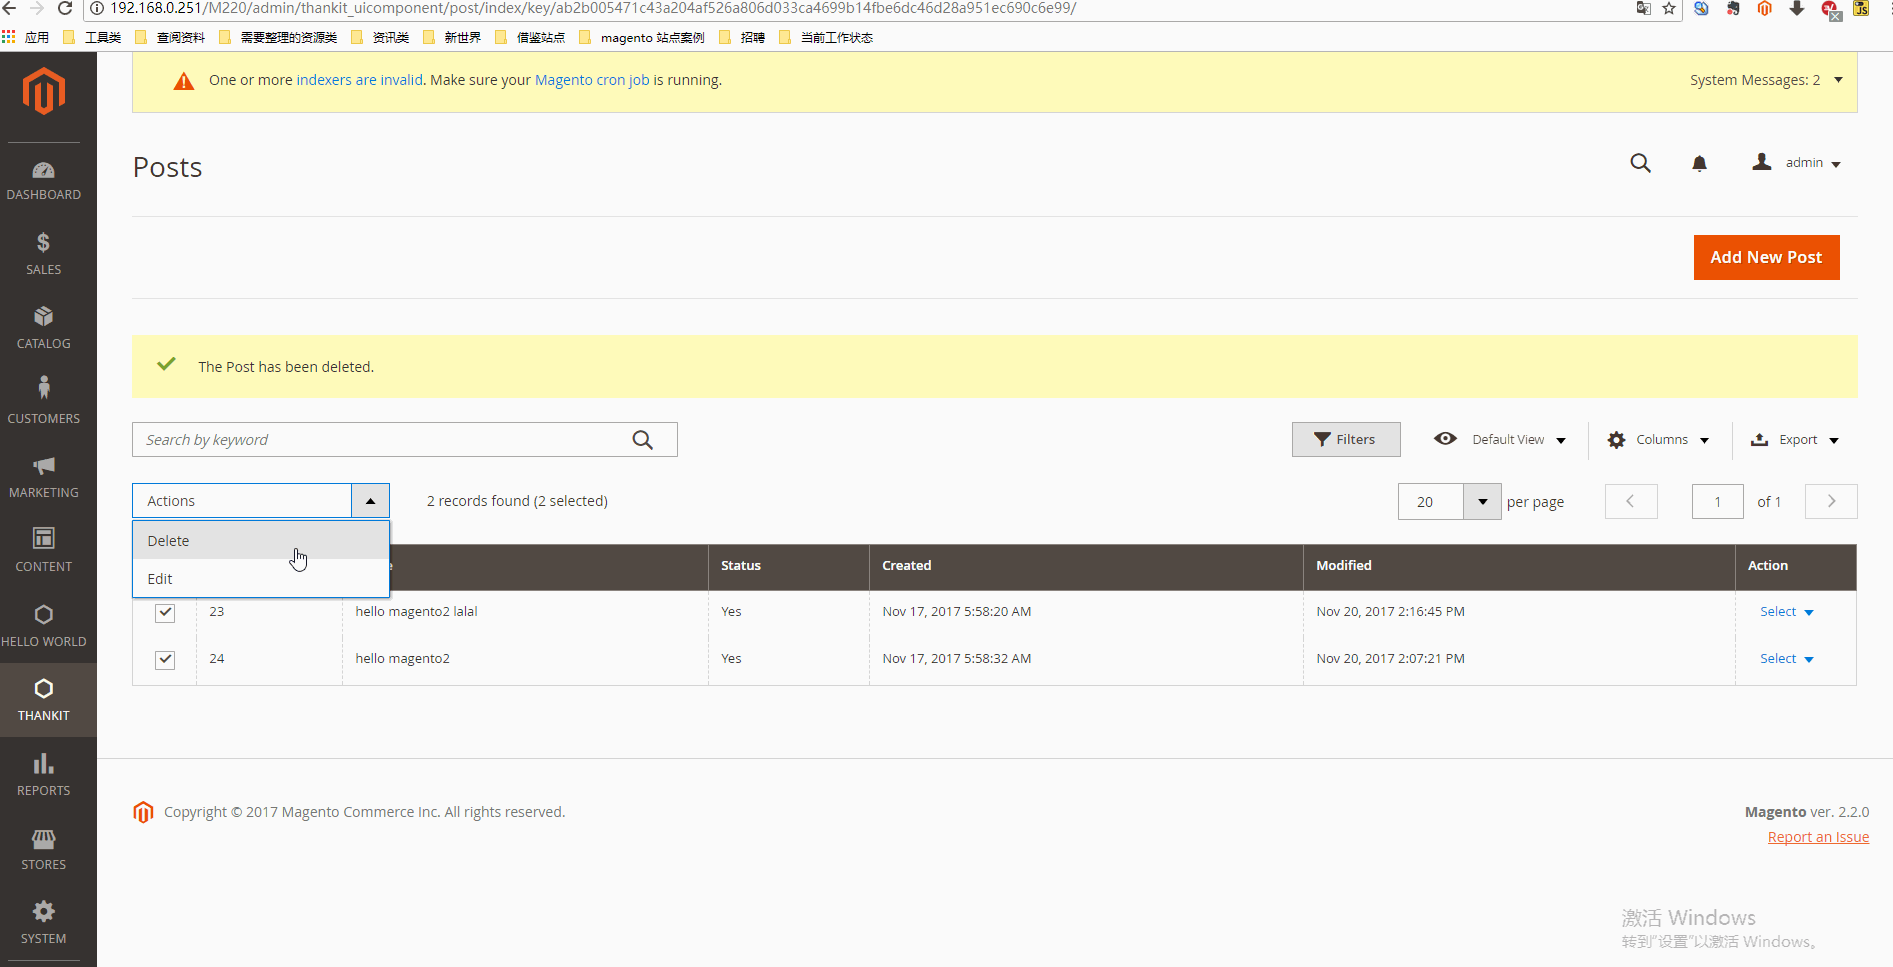 192.168.0.251/M220/admin/thankit_uicomponent/post/index/key/ab2b005471c43a204af526a806d033ca4699b14fbe6dc46d28a951ec690c6e99/
应用 工具类 查阅资料 需要整理的资源类 资讯类 新世界 借鉴站点 magento 站点案例 招聘 当前工作状态
One or more indexers are invalid. Make sure your Magento cron job is running. System Messages: 2
Posts admin
Add New Post
The Post has been deleted.
Search by keyword Filters Default View Columns Export
Actions 2 records found (2 selected) 20 per page 1 of 1
Delete
Edit
Status Created Modified Action
23 hello magento2 lalal Yes Nov 17, 2017 5:58:20 AM Nov 20, 2017 2:16:45 PM Select
24 hello magento2 Yes Nov 17, 2017 5:58:32 AM Nov 20, 2017 2:07:21 PM Select
DASHBOARD
SALES
CATALOG
CUSTOMERS
MARKETING
CONTENT
HELLO WORLD
THANKIT
REPORTS
STORES
SYSTEM
Copyright © 2017 Magento Commerce Inc. All rights reserved. Magento ver. 2.2.0
Report an Issue
激活 Windows
转到"设置"以激活 Windows。